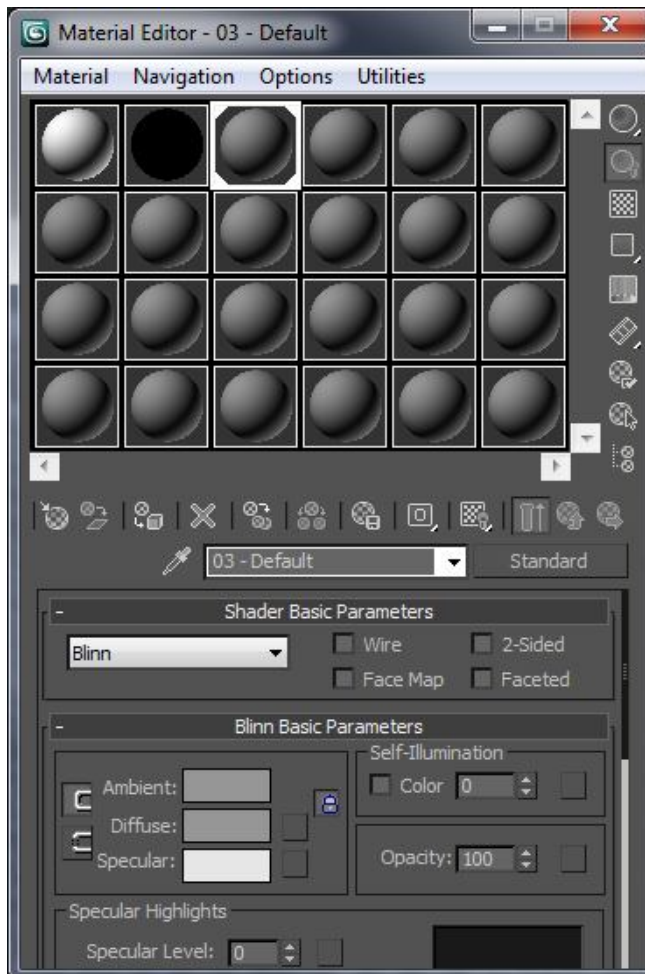 Material Editor - 03 - Default
Material Navigation Options Utilities
03 - Default Standard
- Shader Basic Parameters
Blinn Wire 2-Sided
Face Map Faceted
- Blinn Basic Parameters
Self-Illumination
Ambient: Color 0
Diffuse:
Specular: Opacity: 100
Specular Highlights
Specular Level: 0